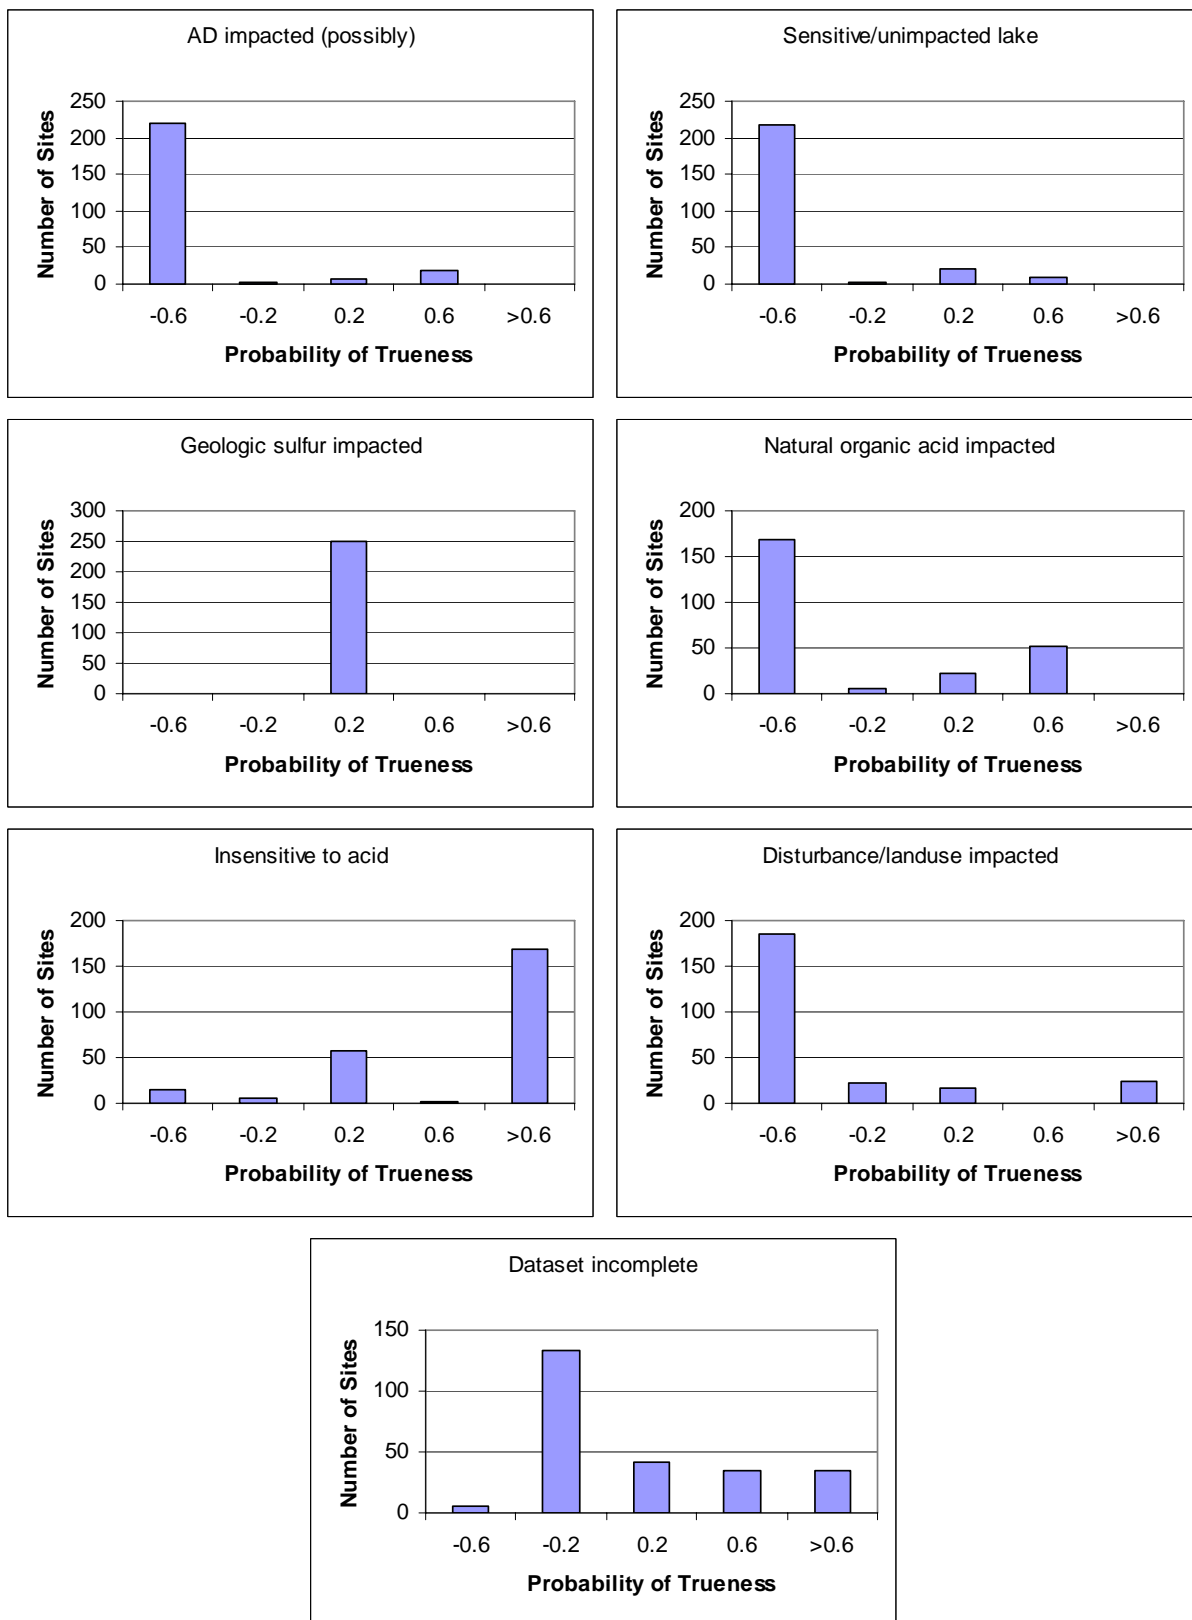 AD impacted (possibly)
250
200
150
100
50
0
Number of Sites
-0.6 -0.2 0.2 0.6 >0.6
Probability of Trueness
Sensitive/unimpacted lake
250
200
150
100
50
0
Number of Sites
-0.6 -0.2 0.2 0.6 >0.6
Probability of Trueness
Geologic sulfur impacted
300
250
200
150
100
50
0
Number of Sites
-0.6 -0.2 0.2 0.6 >0.6
Probability of Trueness
Natural organic acid impacted
200
150
100
50
0
Number of Sites
-0.6 -0.2 0.2 0.6 >0.6
Probability of Trueness
Insensitive to acid
200
150
100
50
0
Number of Sites
-0.6 -0.2 0.2 0.6 >0.6
Probability of Trueness
Disturbance/landuse impacted
200
150
100
50
0
Number of Sites
-0.6 -0.2 0.2 0.6 >0.6
Probability of Trueness
Dataset incomplete
150
100
50
0
Number of Sites
-0.6 -0.2 0.2 0.6 >0.6
Probability of Trueness